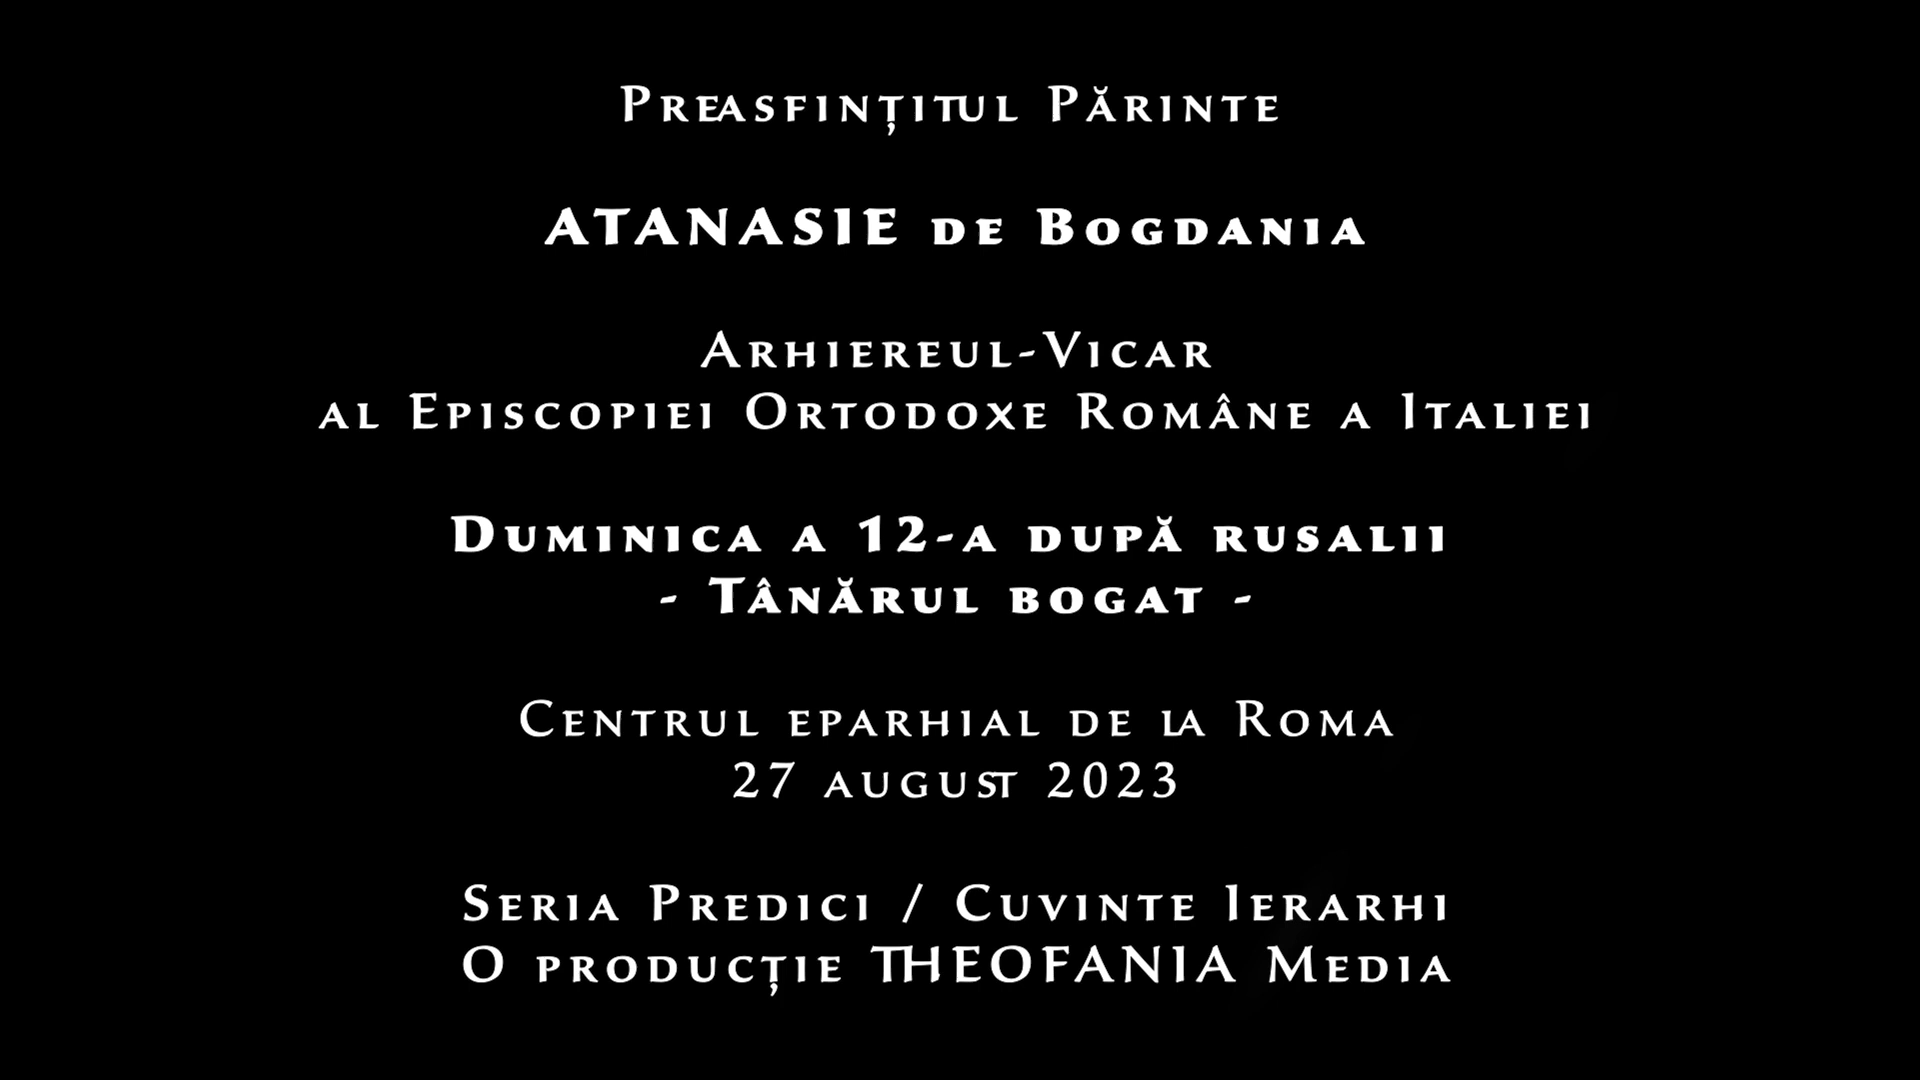 Preasfințitul Părinte
ATANASIE de Bogdania
Arhiereul-Vicar
al Episcopiei Ortodoxe Române a Italiei
Duminica a 12-a după rusalii
- Tânărul bogat -
Centrul eparhial de la Roma
27 august 2023
Seria Predici / Cuvinte Ierarhi
O producție THEOFANIA Media